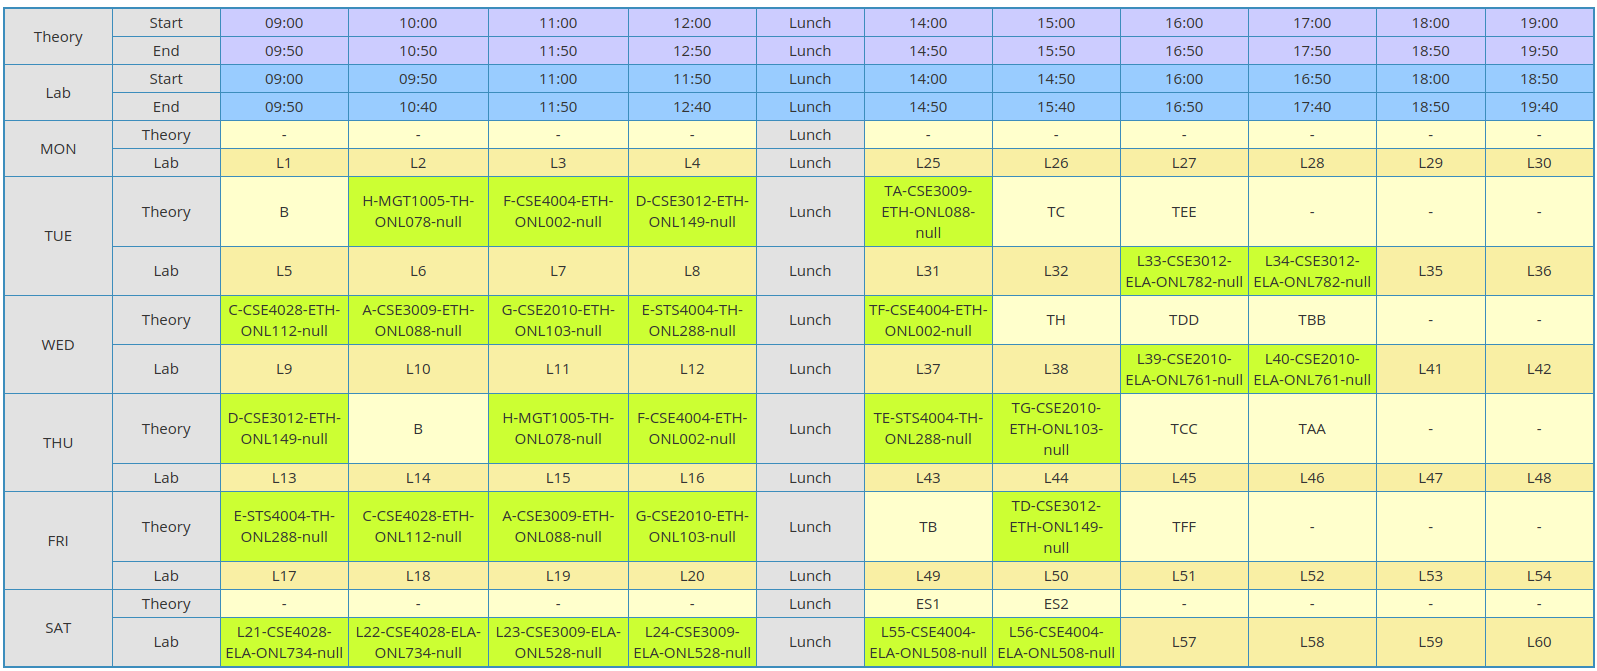 Theory Start 09:00 10:00 11:00 12:00 Lunch 14:00 15:00 16:00 17:00 18:00 19:00
End 09:50 10:50 11:50 12:50 Lunch 14:50 15:50 16:50 17:50 18:50 19:50
Lab Start 09:00 09:50 11:00 11:50 Lunch 14:00 14:50 16:00 16:50 18:00 18:50
End 09:50 10:40 11:50 12:40 Lunch 14:50 15:40 16:50 17:40 18:50 19:40
MON Theory - - - - Lunch - - - - - -
Lab L1 L2 L3 L4 Lunch L25 L26 L27 L28 L29 L30
TUE Theory B H-MGT1005-TH-ONL078-null F-CSE4004-ETH-ONL002-null D-CSE3012-ETH-ONL149-null Lunch TA-CSE3009-ETH-ONL088-null TC TEE - - -
Lab L5 L6 L7 L8 Lunch L31 L32 L33-CSE3012-ELA-ONL782-null L34-CSE3012-ELA-ONL782-null L35 L36
WED Theory C-CSE4028-ETH-ONL112-null A-CSE3009-ETH-ONL088-null G-CSE2010-ETH-ONL103-null E-STS4004-TH-ONL288-null Lunch TF-CSE4004-ETH-ONL002-null TH TDD TBB - -
Lab L9 L10 L11 L12 Lunch L37 L38 L39-CSE2010-ELA-ONL761-null L40-CSE2010-ELA-ONL761-null L41 L42
THU Theory D-CSE3012-ETH-ONL149-null B H-MGT1005-TH-ONL078-null F-CSE4004-ETH-ONL002-null Lunch TE-STS4004-TH-ONL288-null TG-CSE2010-ETH-ONL103-null TCC TAA - -
Lab L13 L14 L15 L16 Lunch L43 L44 L45 L46 L47 L48
FRI Theory E-STS4004-TH-ONL288-null C-CSE4028-ETH-ONL112-null A-CSE3009-ETH-ONL088-null G-CSE2010-ETH-ONL103-null Lunch TB TD-CSE3012-ETH-ONL149-null TFF - - -
Lab L17 L18 L19 L20 Lunch L49 L50 L51 L52 L53 L54
SAT Theory - - - - Lunch ES1 ES2 - - - -
Lab L21-CSE4028-ELA-ONL734-null L22-CSE4028-ELA-ONL734-null L23-CSE3009-ELA-ONL528-null L24-CSE3009-ELA-ONL528-null Lunch L55-CSE4004-ELA-ONL508-null L56-CSE4004-ELA-ONL508-null L57 L58 L59 L60